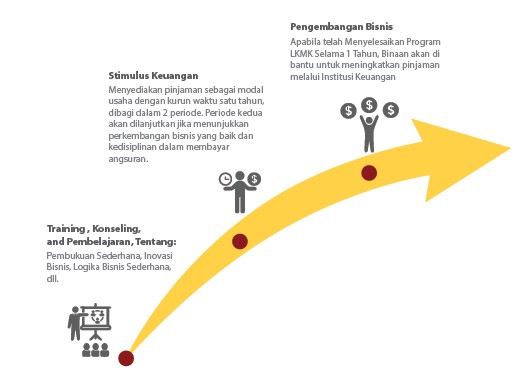 Pengembangan Bisnis
Apabila telah Menyelesaikan Program
LKMK Selama 1 Tahun, Binaan akan di
bantu untuk meningkatkan pinjaman
melalui Institusi Keuangan
Stimulus Keuangan
Menyediakan pinjaman sebagai modal
usaha dengan kurun waktu satu tahun,
dibagi dalam 2 periode. Periode kedua
akan dilanjutkan jika menunjukkan
perkembangan bisnis yang baik dan
kedisiplinan dalam membayar
angsuran.
Training , Konseling,
and Pembelajaran, Tentang:
Pembukuan Sederhana, Inovasi
Bisnis, Logika Bisnis Sederhana,
dll.